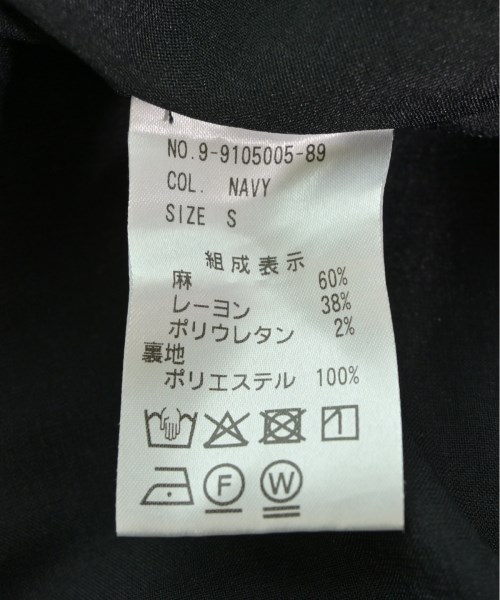 NO.9-9105005-89
COL. NAVY
SIZE S
組成表示
麻 60%
レーヨン 38%
ポリウレタン 2%
裏地
ポリエステル 100%
1
F W